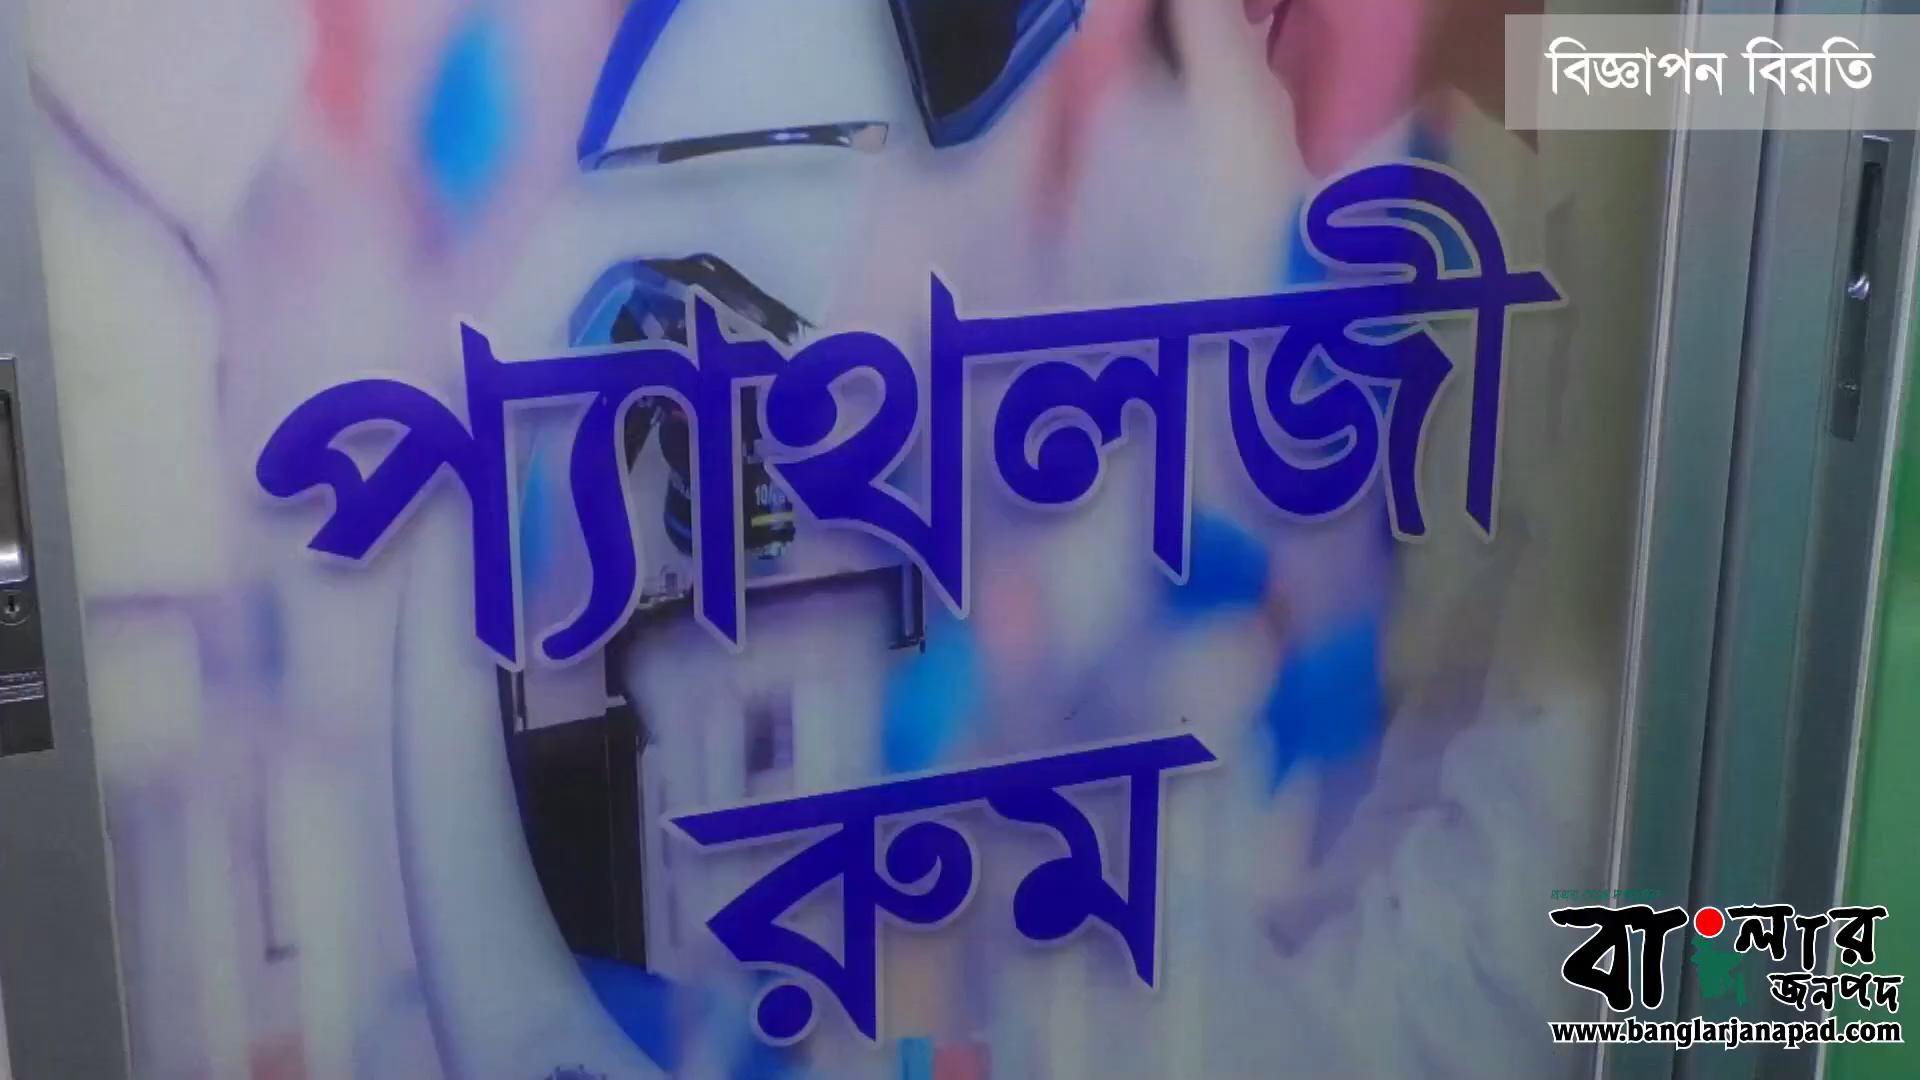 বিজ্ঞাপন বিরতি
প্যাথলজী
রুম
বাংলার
জনপদ
www.banglarjanapad.com